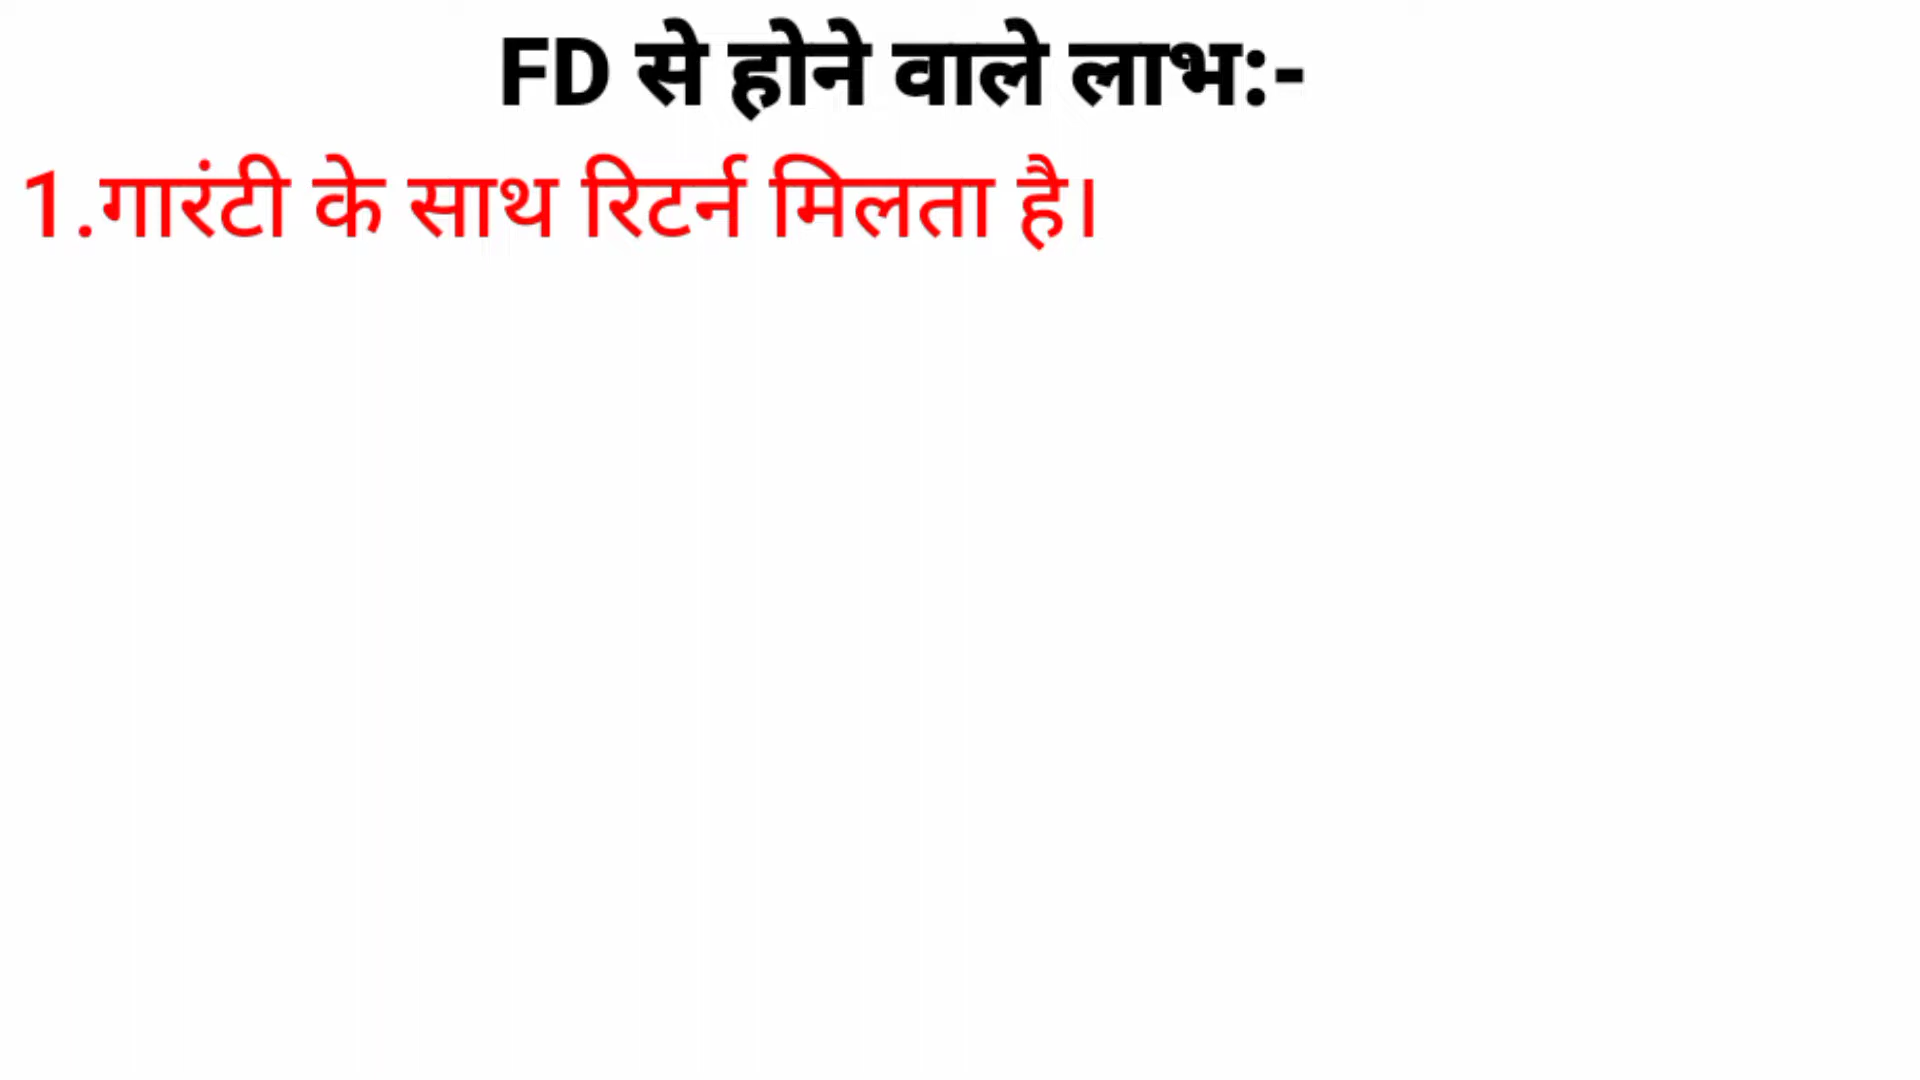 FD से होने वाले लाभ:-
1.गारंटी के साथ रिटर्न मिलता है।